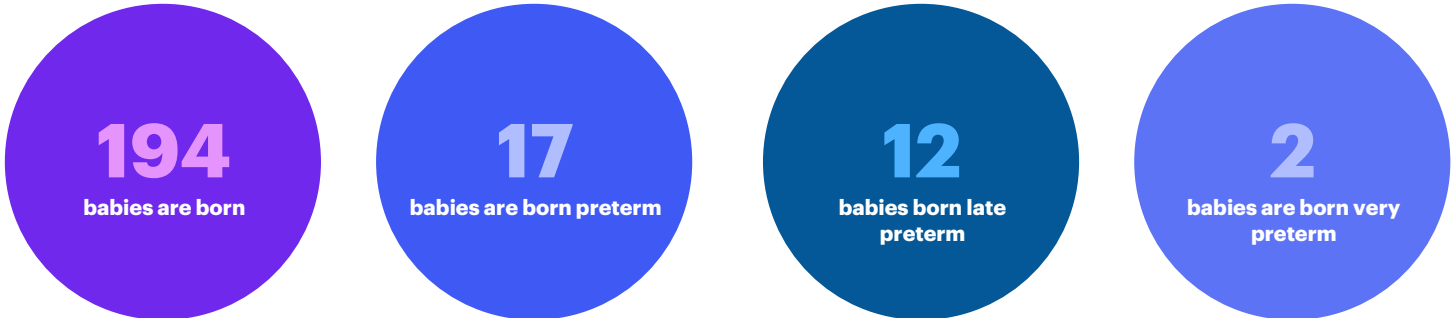 194
babies are born
17
babies are born preterm
12
babies born late
preterm
2
babies are born very
preterm